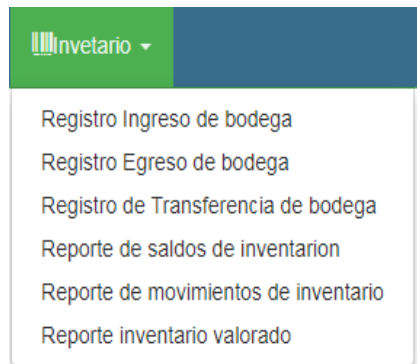 Invetario
Registro Ingreso de bodega
Registro Egreso de bodega
Registro de Transferencia de bodega
Reporte de saldos de inventarion
Reporte de movimientos de inventario
Reporte inventario valorado